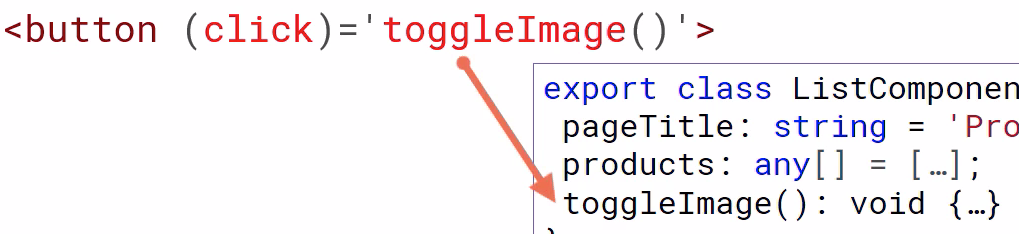 <button (click)='toggleImage()'>
export class ListComponen
pageTitle: string = 'Pro
products: any[] = […];
toggleImage(): void {…}
}